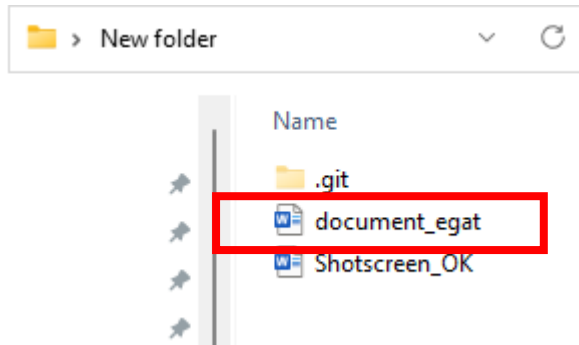 New folder
Name
.git
document_egat
Shotscreen_OK